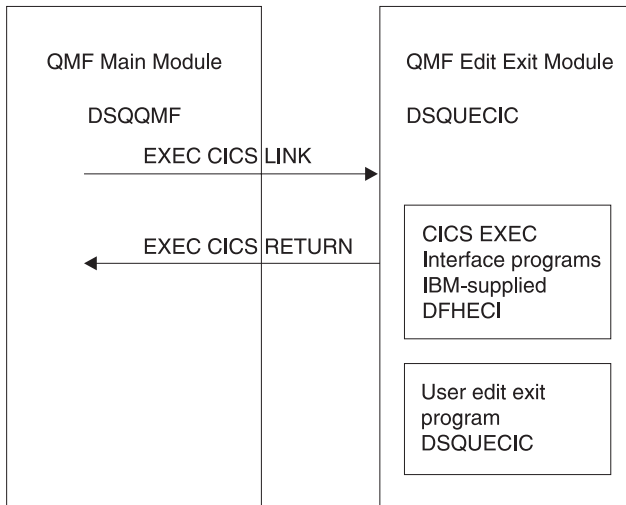 QMF Main Module
DSQQMF
QMF Edit Exit Module
DSQUECIC
EXEC CICS LINK
EXEC CICS RETURN
CICS EXEC
Interface programs
IBM-supplied
DFHECI
User edit exit
program
DSQUECIC